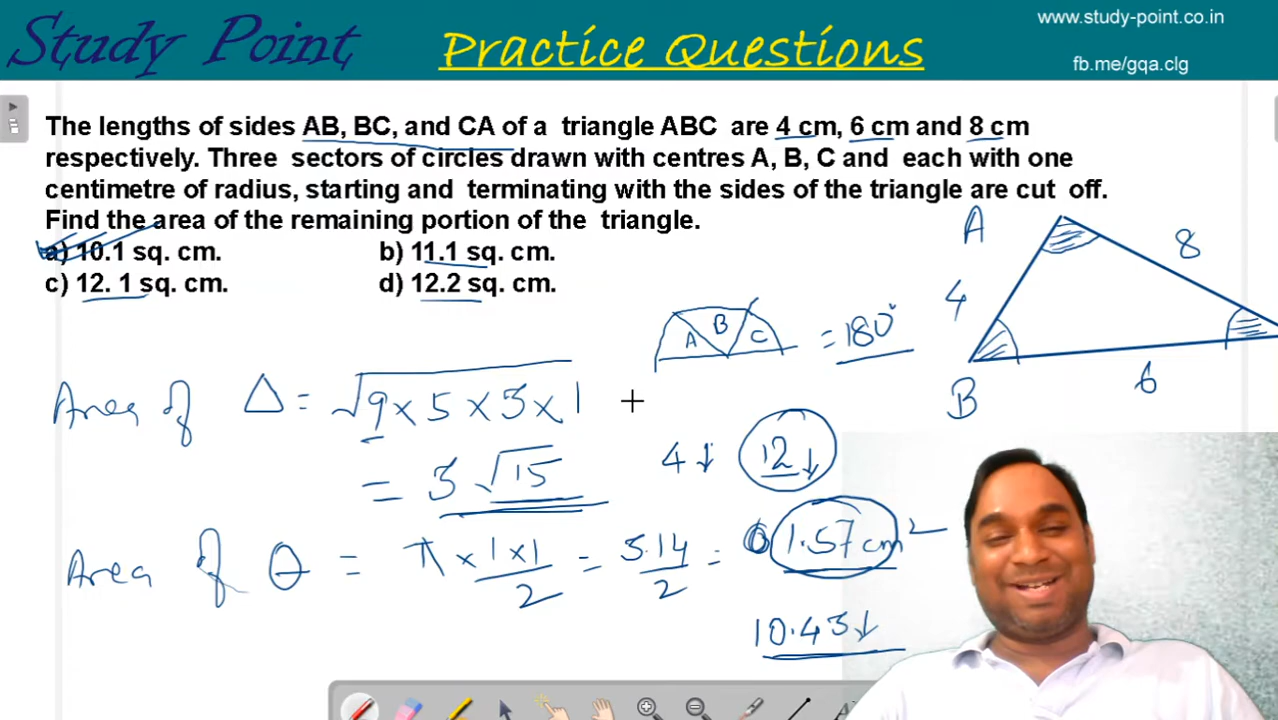 Study Point
Practice Questions
www.study-point.co.in
fb.me/gqa.clg
The lengths of sides AB, BC, and CA of a triangle ABC are 4 cm, 6 cm and 8 cm
respectively. Three sectors of circles drawn with centres A, B, C and each with one
centimetre of radius, starting and terminating with the sides of the triangle are cut off.
Find the area of the remaining portion of the triangle.
a) 10.1 sq. cm. b) 11.1 sq. cm.
c) 12. 1 sq. cm. d) 12.2 sq. cm.
A
8
4
B
6
A B C = 180°
Area of Δ = √9 × 5 × 3 × 1
= 3 √15
4↓ 12↓
Area of θ = π × 1×1/2 = 3.14/2 = 1.57cm²
10.43↓